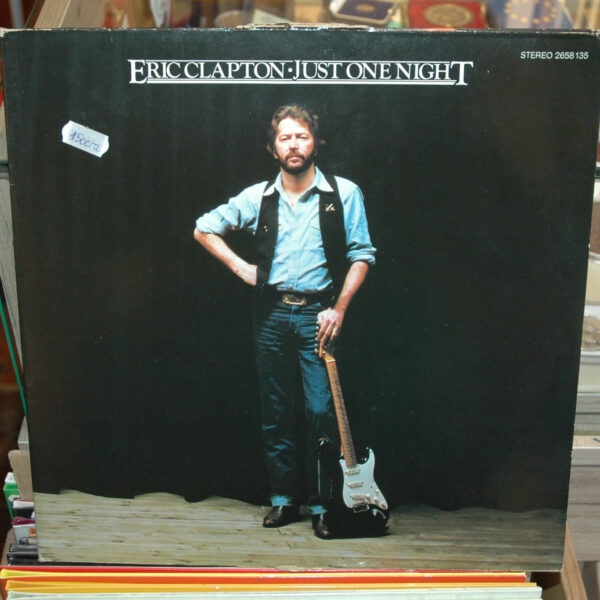 ERIC CLAPTON·JUST ONE NIGHT
STEREO 2658 135